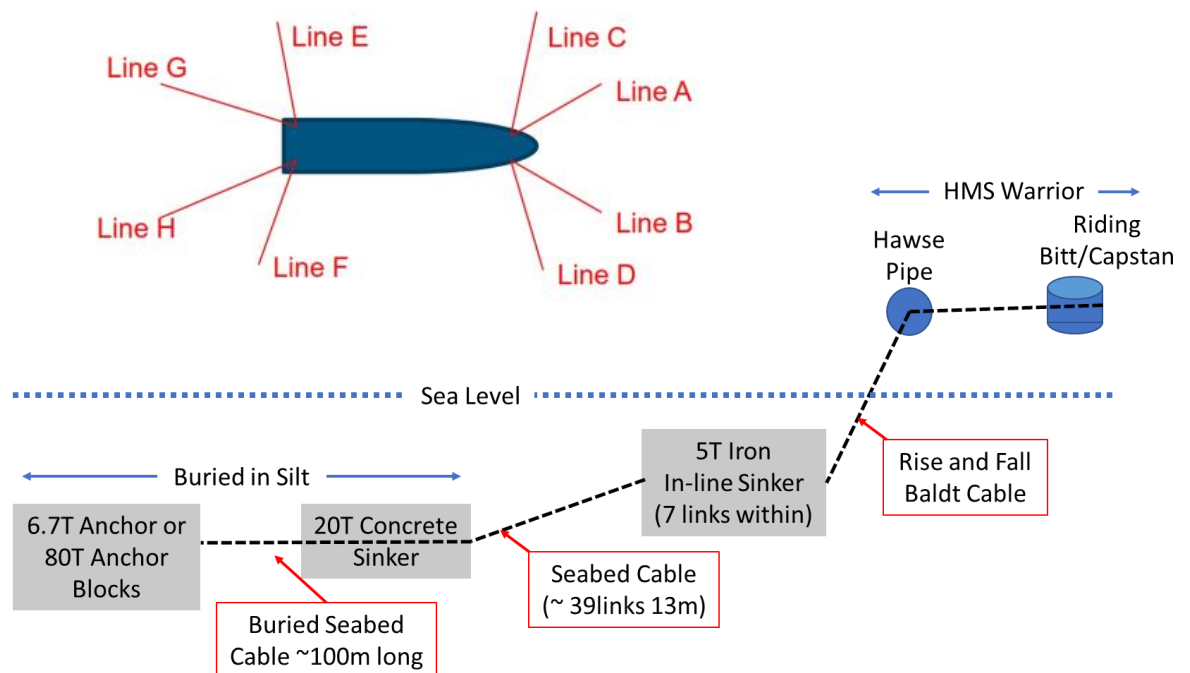 Line E
Line C
Line G
Line A
Line H
Line B
Line F
Line D
HMS Warrior
Hawse
Pipe
Riding
Bitt/Capstan
Sea Level
Buried in Silt
5T Iron
In-line Sinker
(7 links within)
Rise and Fall
Baldt Cable
6.7T Anchor or
80T Anchor
Blocks
20T Concrete
Sinker
Seabed Cable
(~ 39links 13m)
Buried Seabed
Cable ~100m long